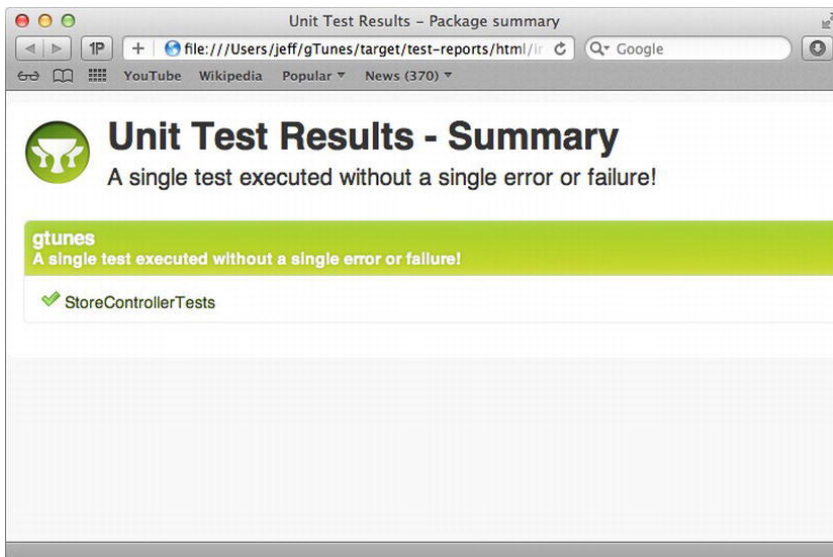 Unit Test Results – Package summary
1P
+
file:///Users/jeff/gTunes/target/test-reports/html/in
Google
YouTube Wikipedia Popular News (370)
Unit Test Results - Summary
A single test executed without a single error or failure!
gtunes
A single test executed without a single error or failure!
StoreControllerTests